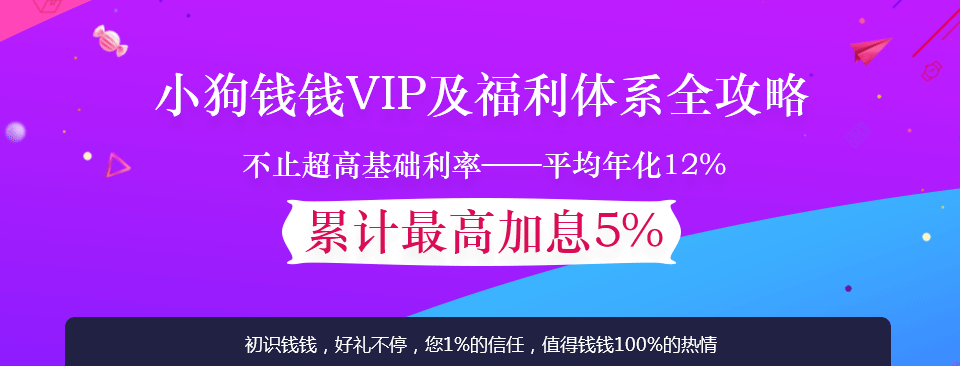 小狗钱钱VIP及福利体系全攻略
不止超高基础利率——平均年化12%
累计最高加息5%
初识钱钱，好礼不停，您1%的信任，值得钱钱100%的热情